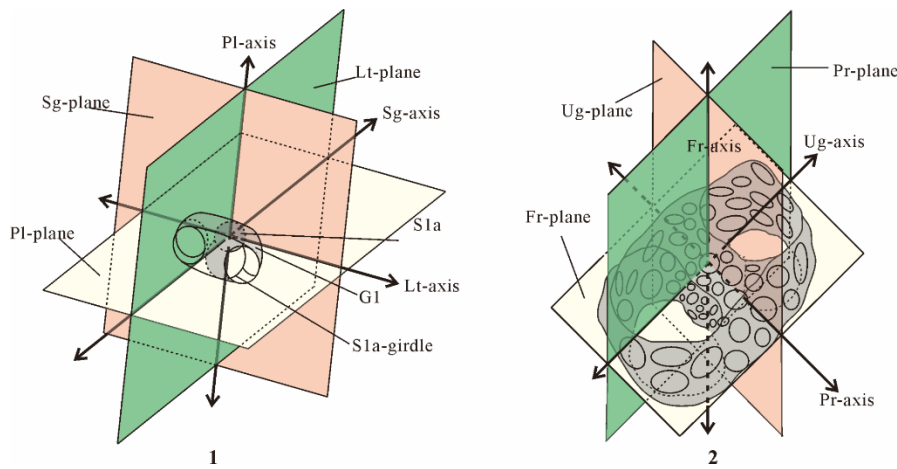 Pl-axis
Lt-plane
Sg-plane
Sg-axis
Pl-plane
S1a
Lt-axis
G1
S1a-girdle
1
Pr-plane
Ug-plane
Fr-axis
Ug-axis
Fr-plane
Pr-axis
2